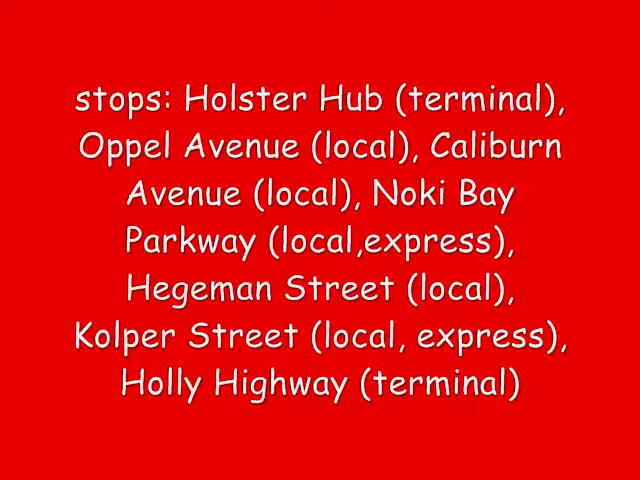 stops: Holster Hub (terminal),
Oppel Avenue (local), Caliburn
Avenue (local), Noki Bay
Parkway (local,express),
Hegeman Street (local),
Kolper Street (local, express),
Holly Highway (terminal)